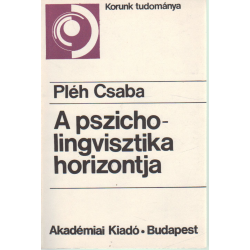 Korunk tudománya
Pléh Csaba
A pszicho-
lingvisztika
horizontja
Akadémiai Kiadó • Budapest